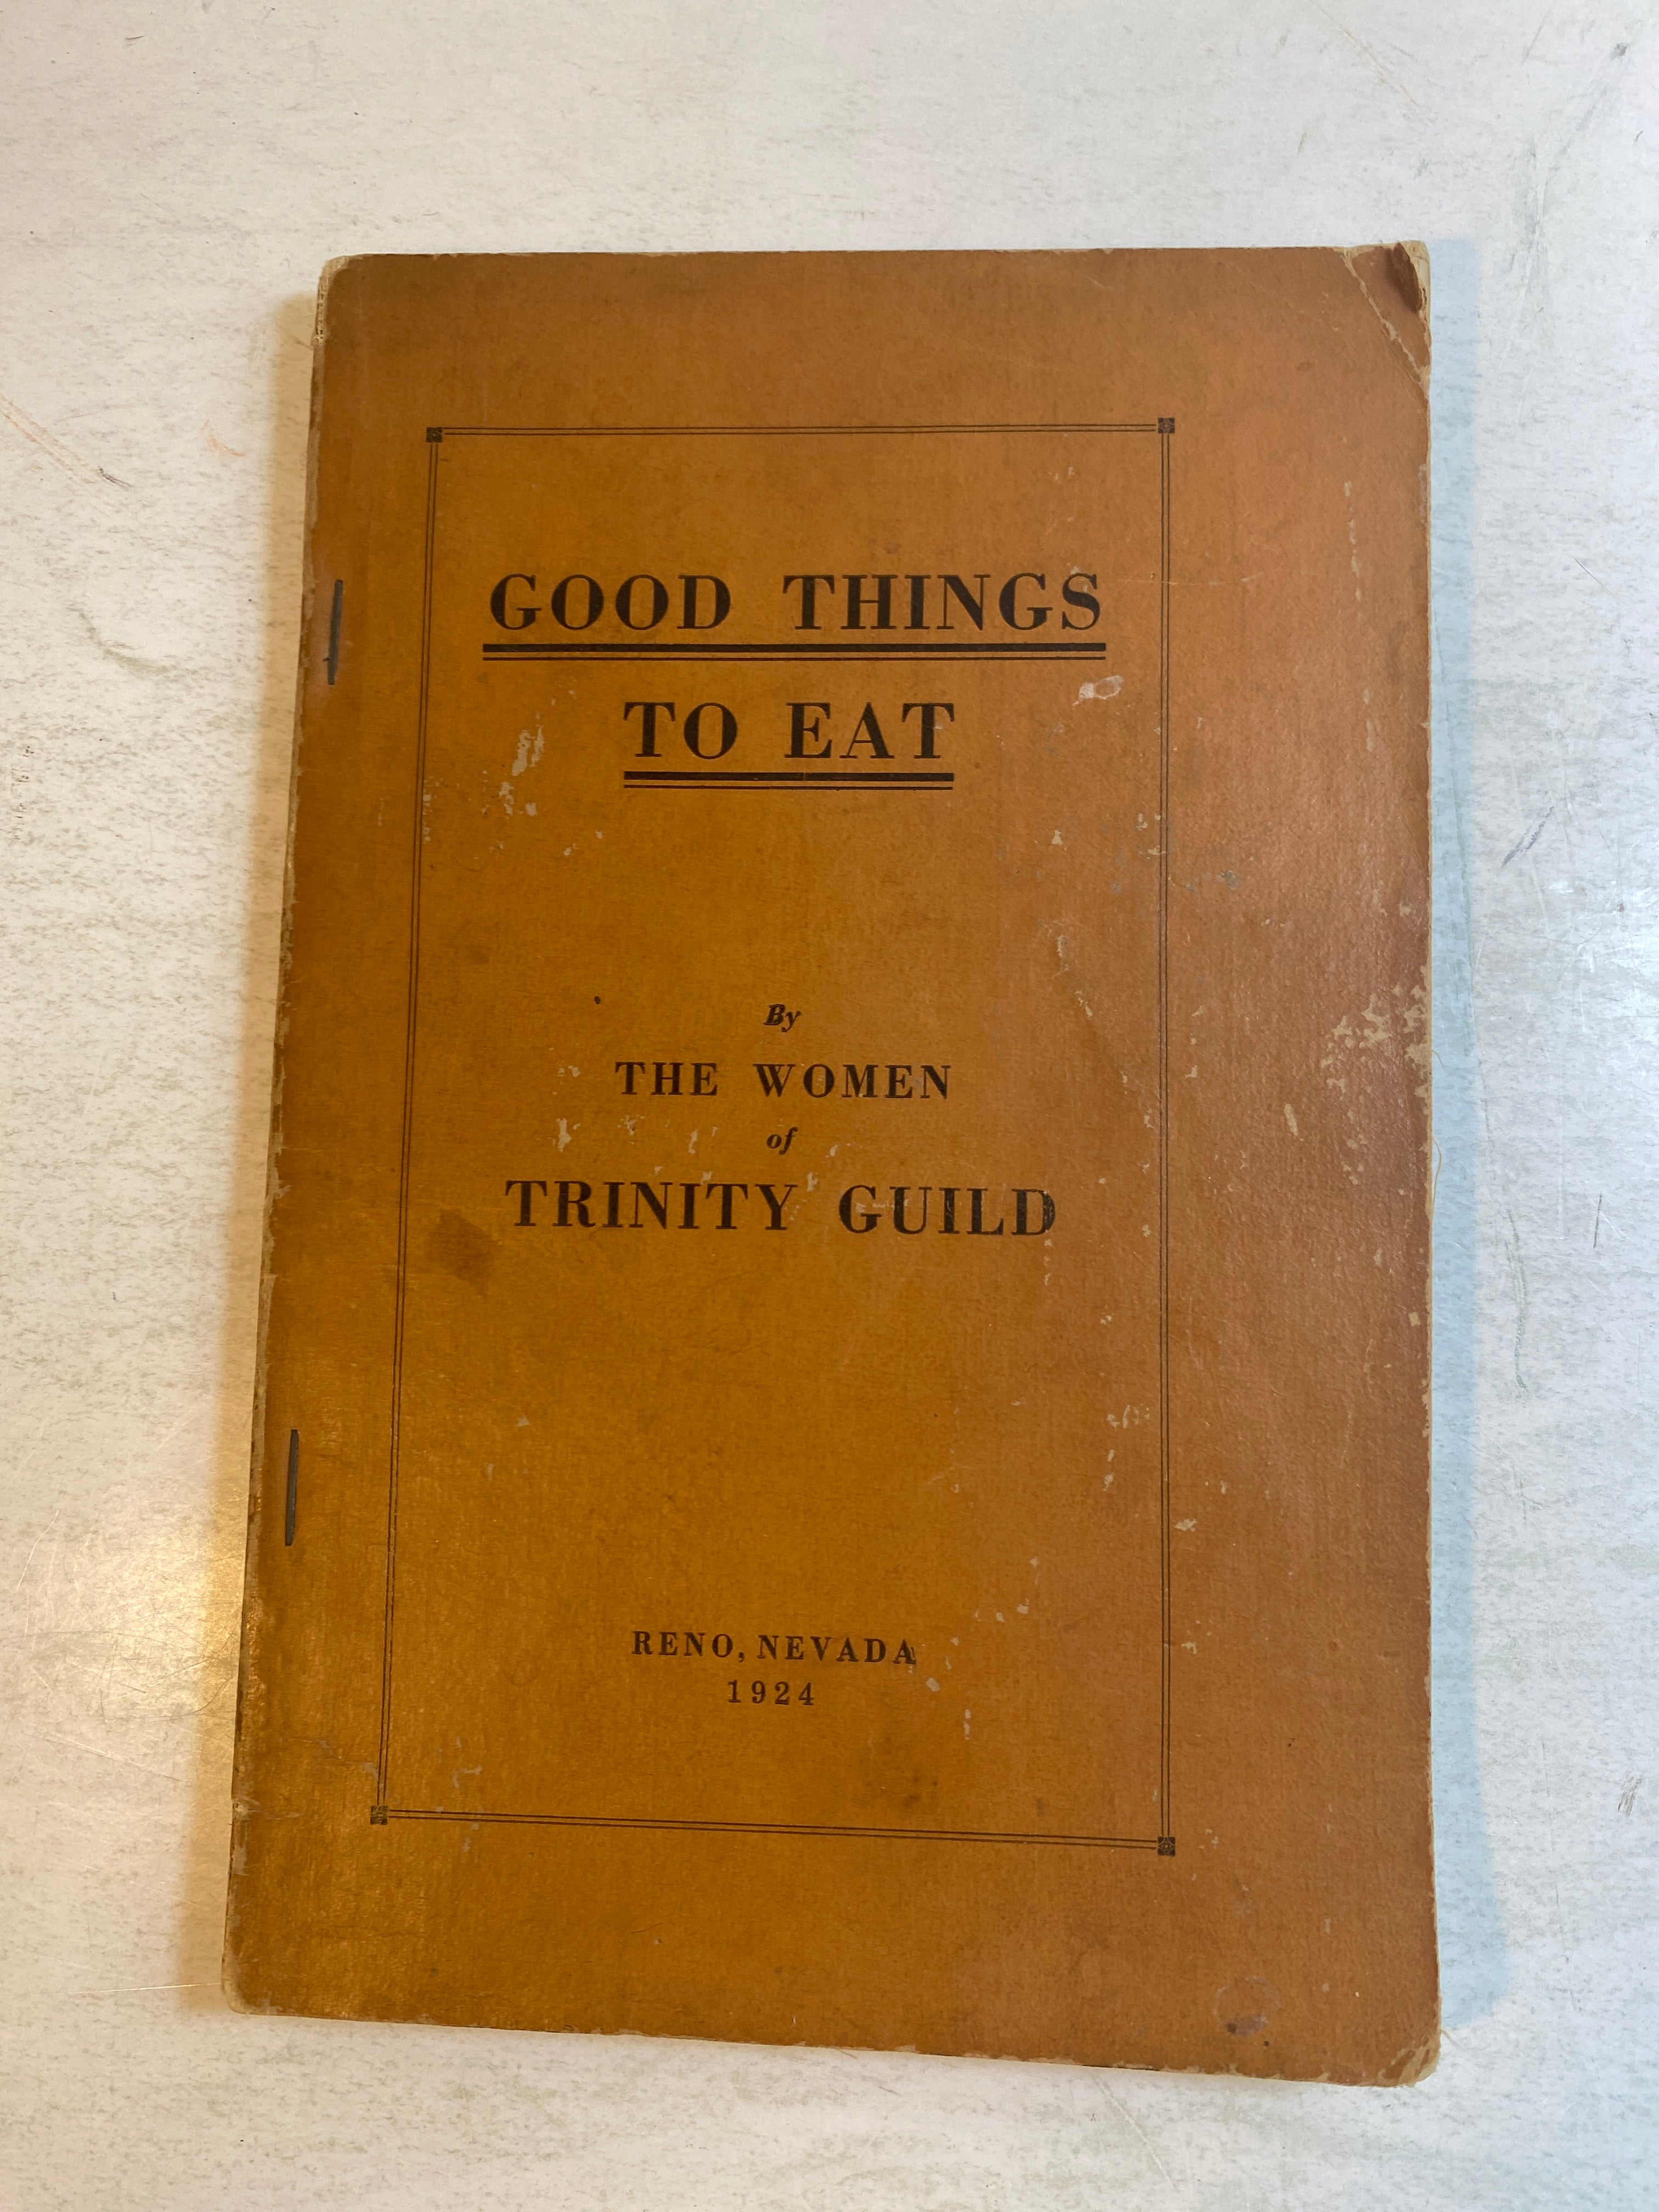 GOOD THINGS
TO EAT
By
THE WOMEN
of
TRINITY GUILD
RENO, NEVADA
1924